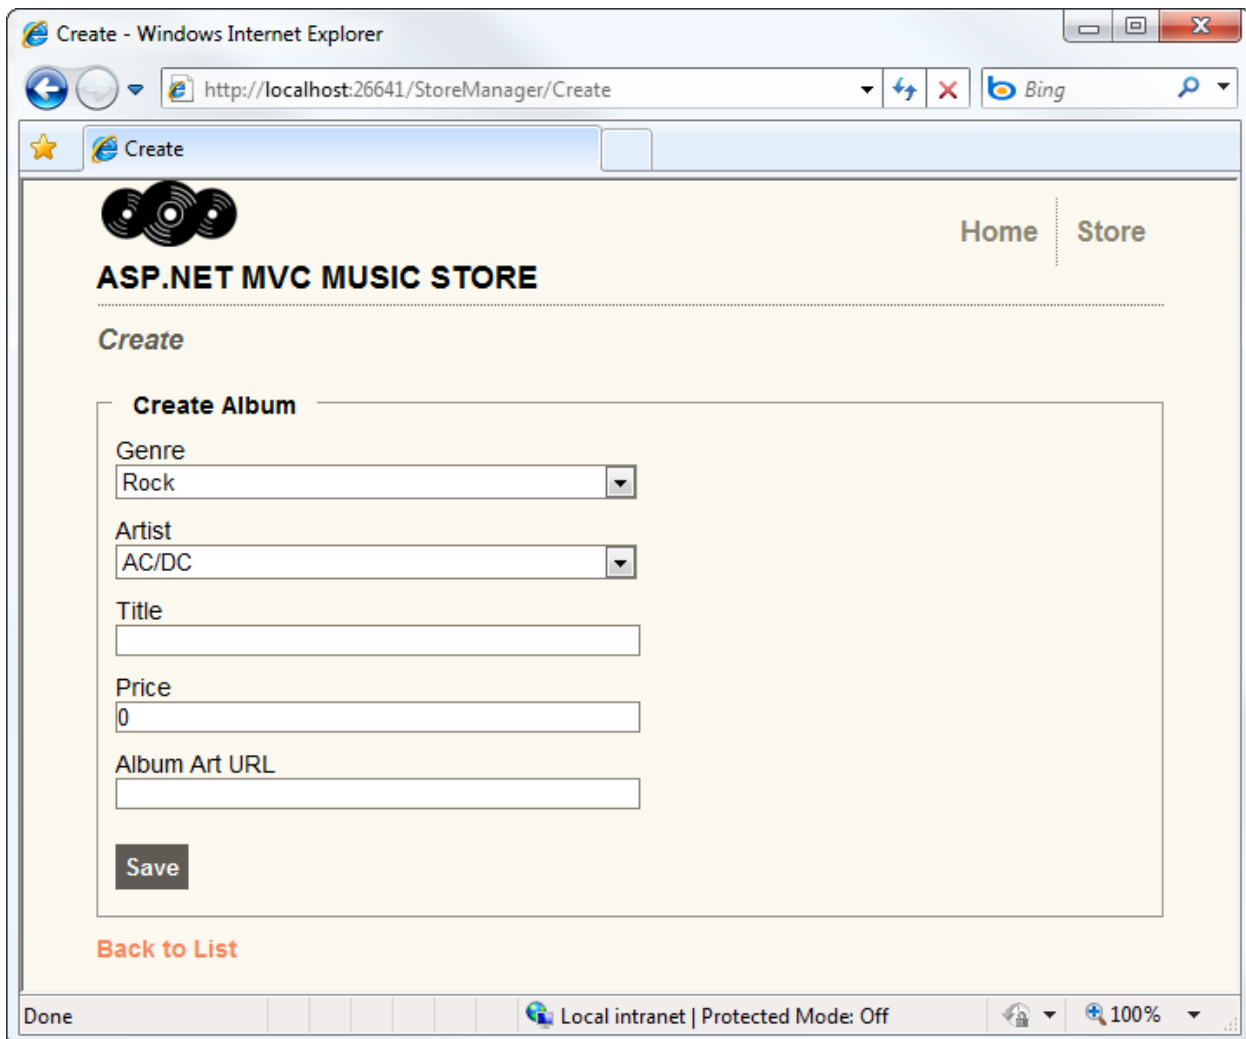 Create - Windows Internet Explorer
http://localhost:26641/StoreManager/Create
Bing
Create
Home
Store
ASP.NET MVC MUSIC STORE
Create
Create Album
Genre
Rock
Artist
AC/DC
Title
Price
0
Album Art URL
Save
Back to List
Done
Local intranet | Protected Mode: Off
100%